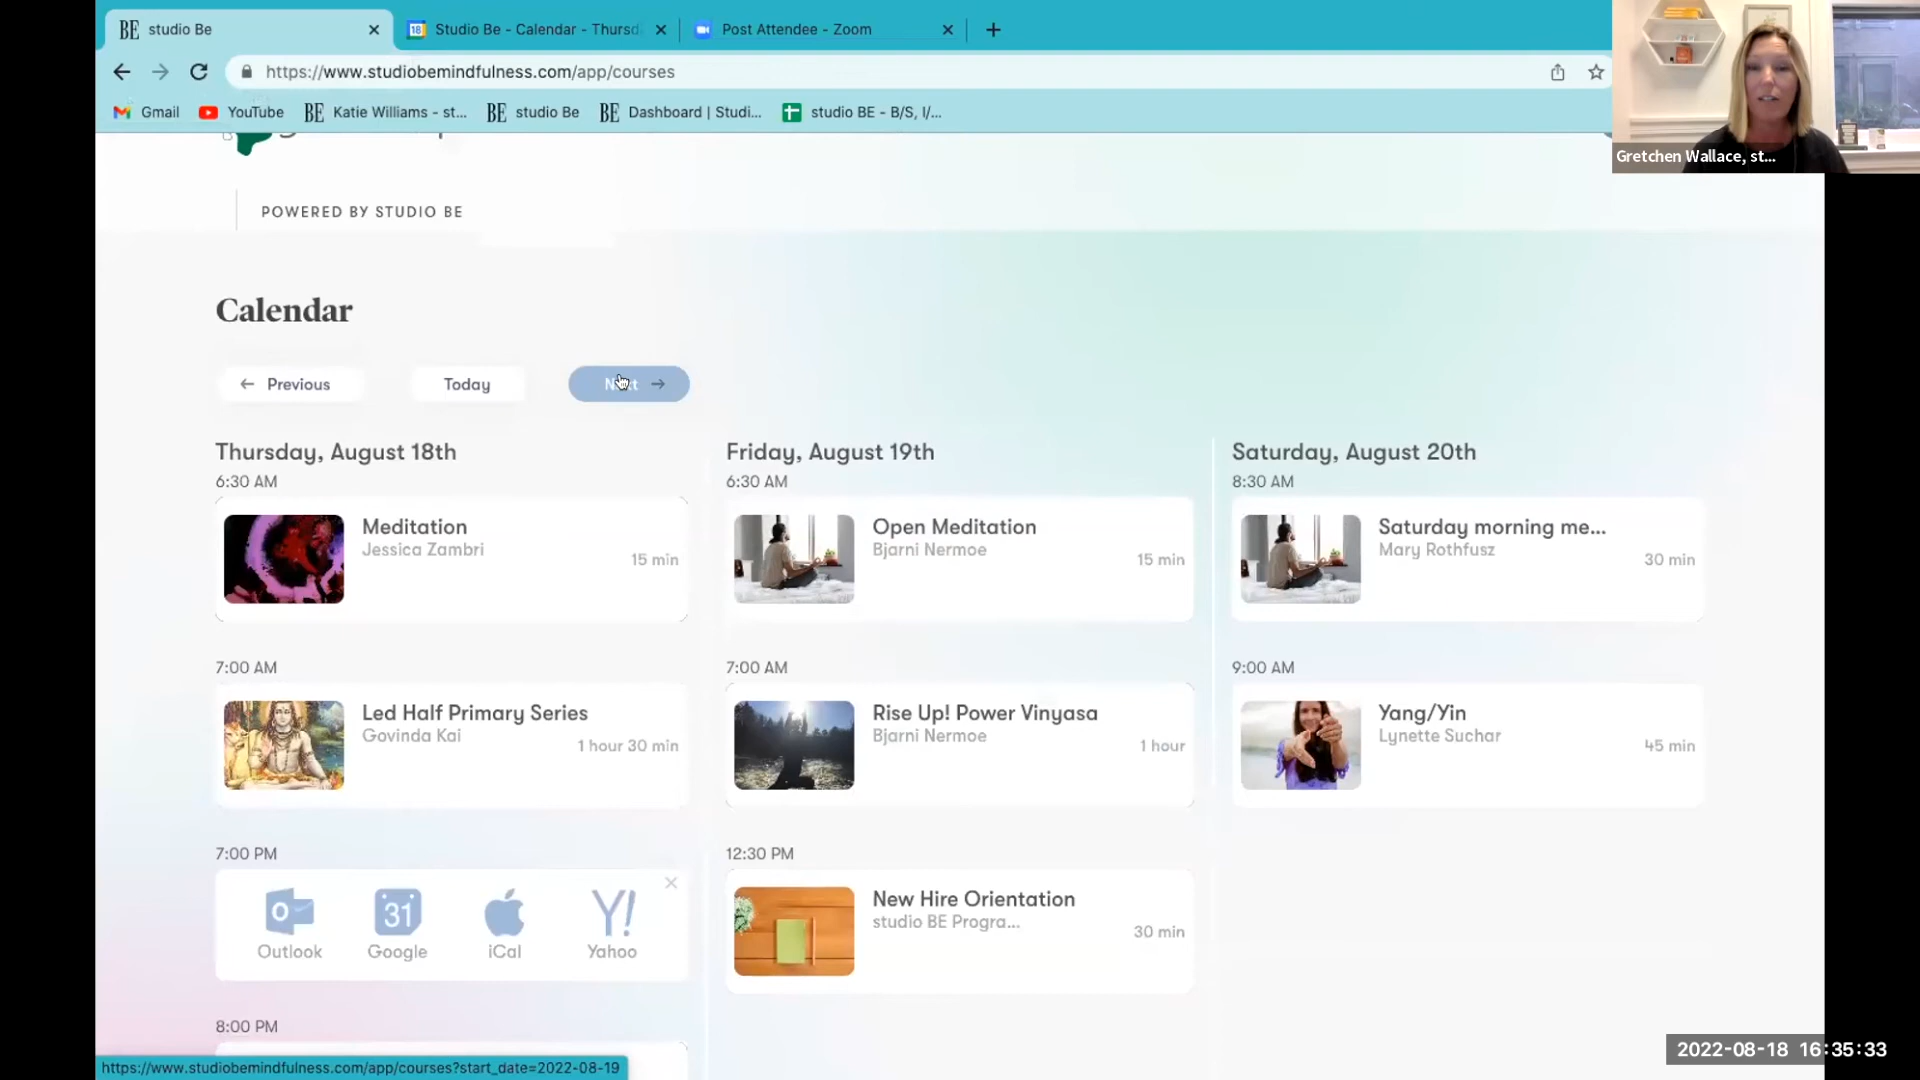 BE studio Be
18 Studio Be - Calendar - Thursd
Post Attendee - Zoom
https://www.studiobemindfulness.com/app/courses
Gmail
YouTube
BE Katie Williams - st...
BE studio Be
BE Dashboard | Studi...
studio BE - B/S, I/...
Gretchen Wallace, st...
POWERED BY STUDIO BE
Calendar
← Previous
Today
→
Thursday, August 18th
6:30 AM
Meditation
Jessica Zambri
15 min
7:00 AM
Led Half Primary Series
Govinda Kai
1 hour 30 min
7:00 PM
Outlook
31
Google
iCal
Y!
Yahoo
8:00 PM
Friday, August 19th
6:30 AM
Open Meditation
Bjarni Nermoe
15 min
7:00 AM
Rise Up! Power Vinyasa
Bjarni Nermoe
1 hour
12:30 PM
New Hire Orientation
studio BE Progra...
30 min
Saturday, August 20th
8:30 AM
Saturday morning me...
Mary Rothfusz
30 min
9:00 AM
Yang/Yin
Lynette Suchar
45 min
https://www.studiobemindfulness.com/app/courses?start_date=2022-08-19
2022-08-18 16:35:33